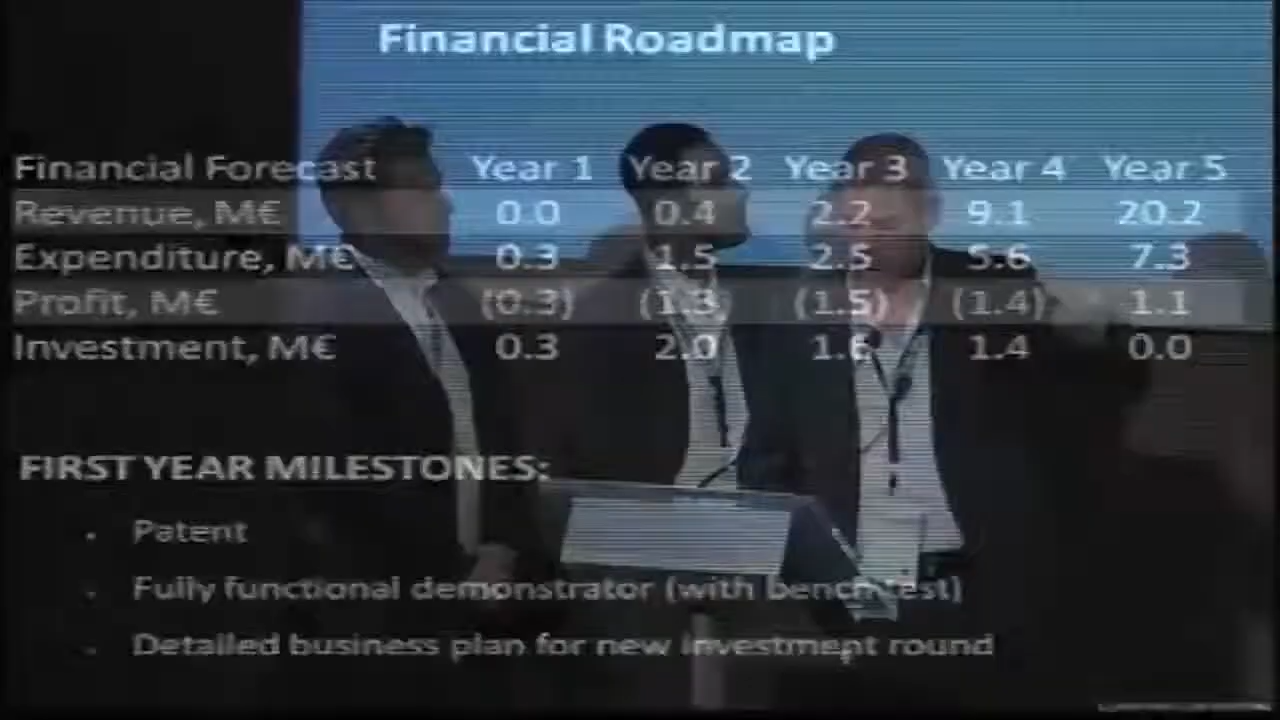 Financial Roadmap
Financial Forecast Year 1 Year 2 Year 3 Year 4 Year 5
Revenue, M€ 0.0 0.4 2.2 9.1 20.2
Expenditure, M€ 0.3 1.5 2.5 5.6 7.3
Profit, M€ (0.3) (1.3) (1.5) (1.4) 1.1
Investment, M€ 0.3 2.0 1.6 1.4 0.0
FIRST YEAR MILESTONES:
• Patent
• Fully functional demonstrator (with bench test)
• Detailed business plan for new investment round